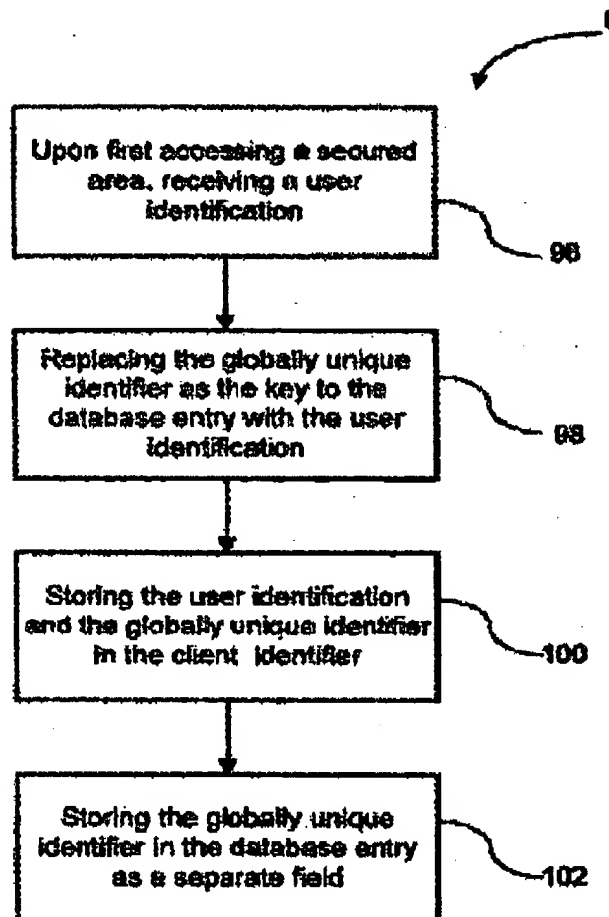 Upon first accessing a secured
area, receiving a user
identification
96
Replacing the globally unique
identifier as the key to the
database entry with the user
identification
98
Storing the user identification
and the globally unique identifier
in the client identifier
100
Storing the globally unique
identifier in the database entry
as a separate field
102